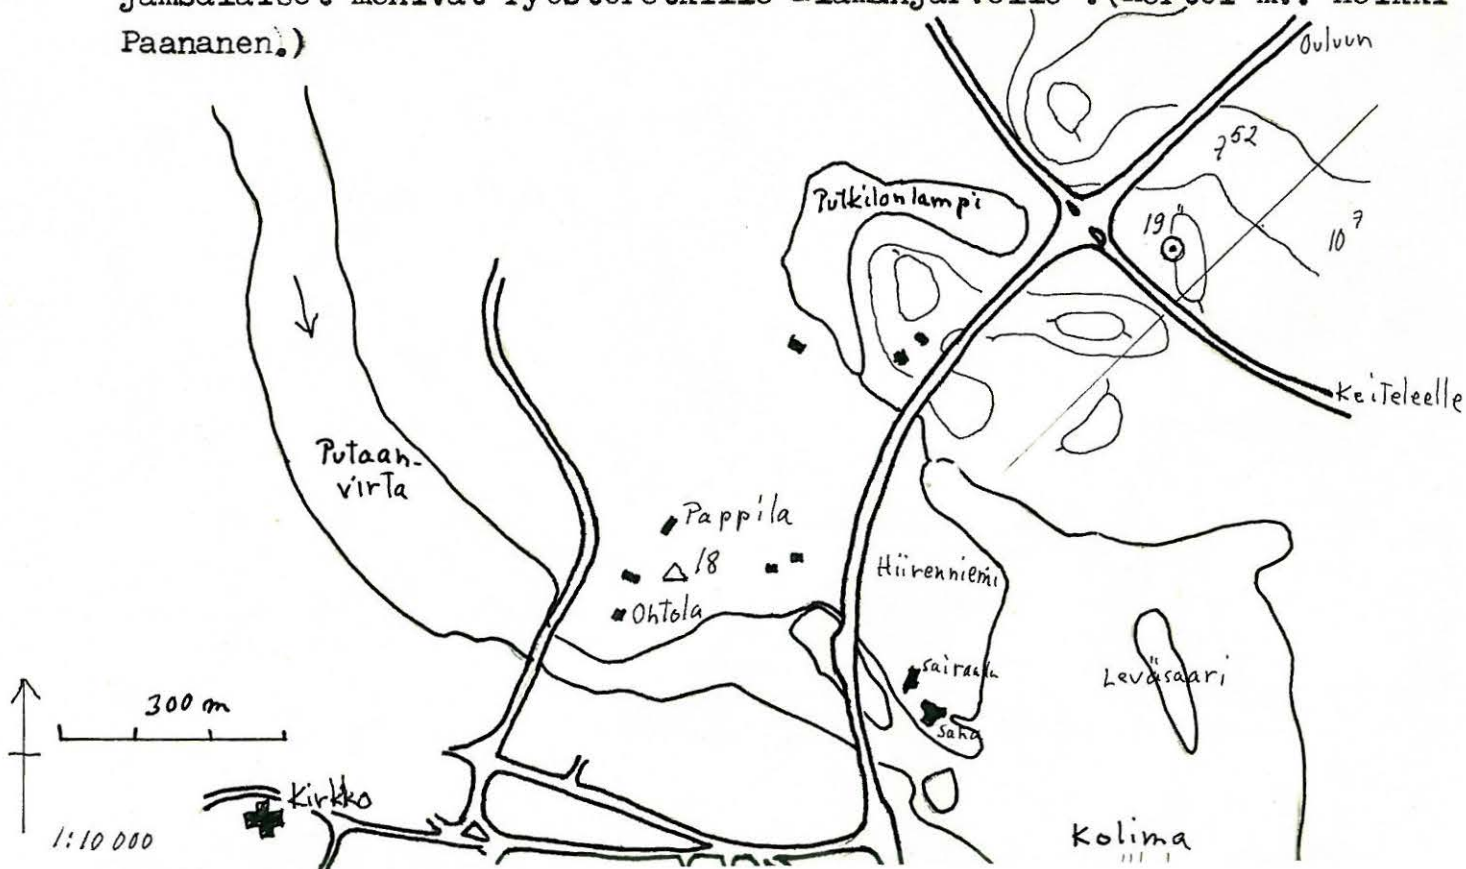 Paananen.)
Ouluun
7⁵²
Putkilonlampi
19
10⁷
Keiteleelle
Putaan-
virta
Pappila
18
Hiirenniemi
Ohtola
sairaala
Leväsaari
300 m
saha
Kirkko
Kolima
1:10 000